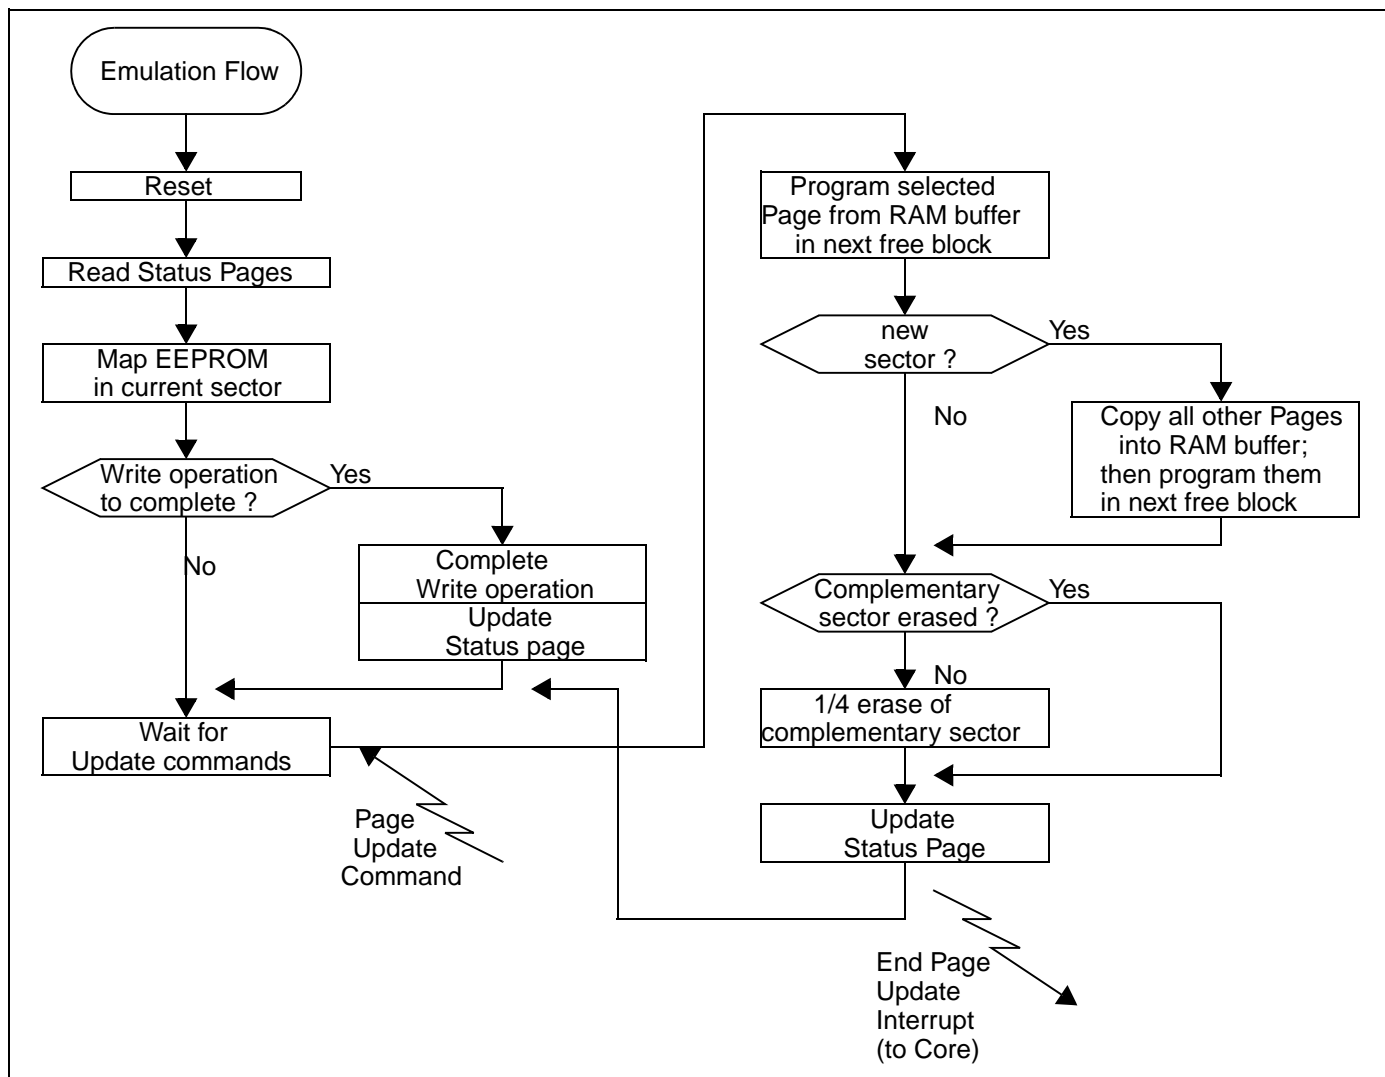 Emulation Flow
Reset
Read Status Pages
Map EEPROM
in current sector
Write operation
to complete ?
Yes
No
Complete
Write operation
Update
Status page
Wait for
Update commands
Page
Update
Command
Program selected
Page from RAM buffer
in next free block
new
sector ?
Yes
No
Copy all other Pages
into RAM buffer;
then program them
in next free block
Complementary
sector erased ?
Yes
No
1/4 erase of
complementary sector
Update
Status Page
End Page
Update
Interrupt
(to Core)